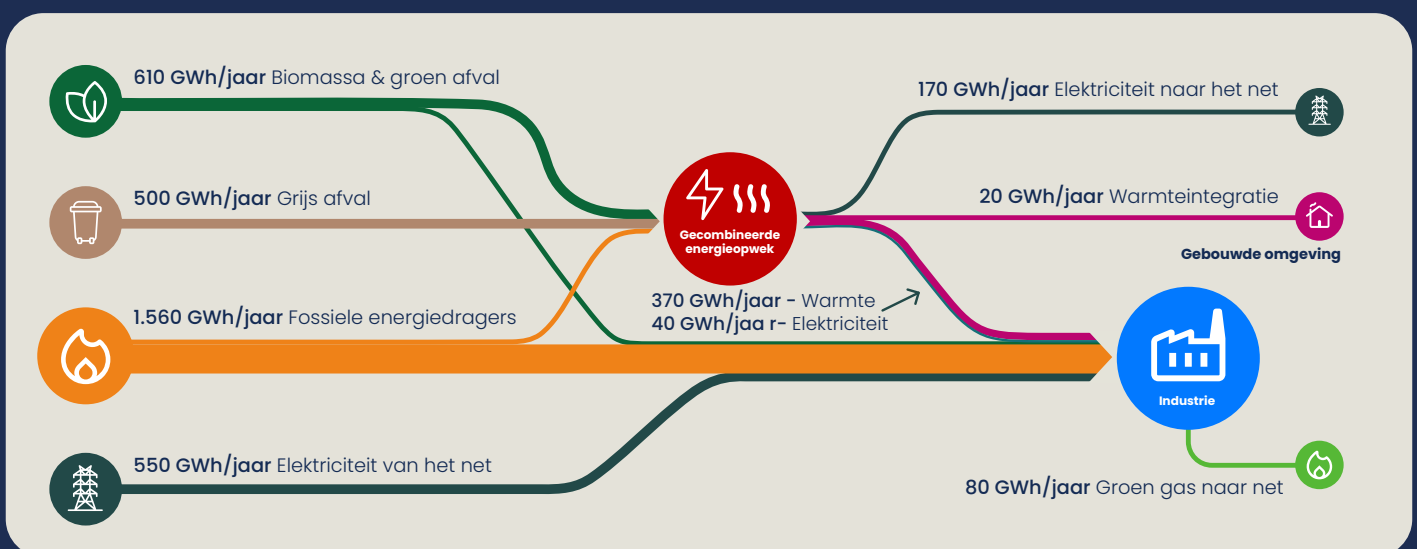 610 GWh/jaar Biomassa & groen afval
170 GWh/jaar Elektriciteit naar het net
500 GWh/jaar Grijs afval
20 GWh/jaar Warmteintegratie
Gecombineerde
energieopwek
Gebouwde omgeving
370 GWh/jaar - Warmte
40 GWh/jaa r- Elektriciteit
1.560 GWh/jaar Fossiele energiedragers
Industrie
550 GWh/jaar Elektriciteit van het net
80 GWh/jaar Groen gas naar net